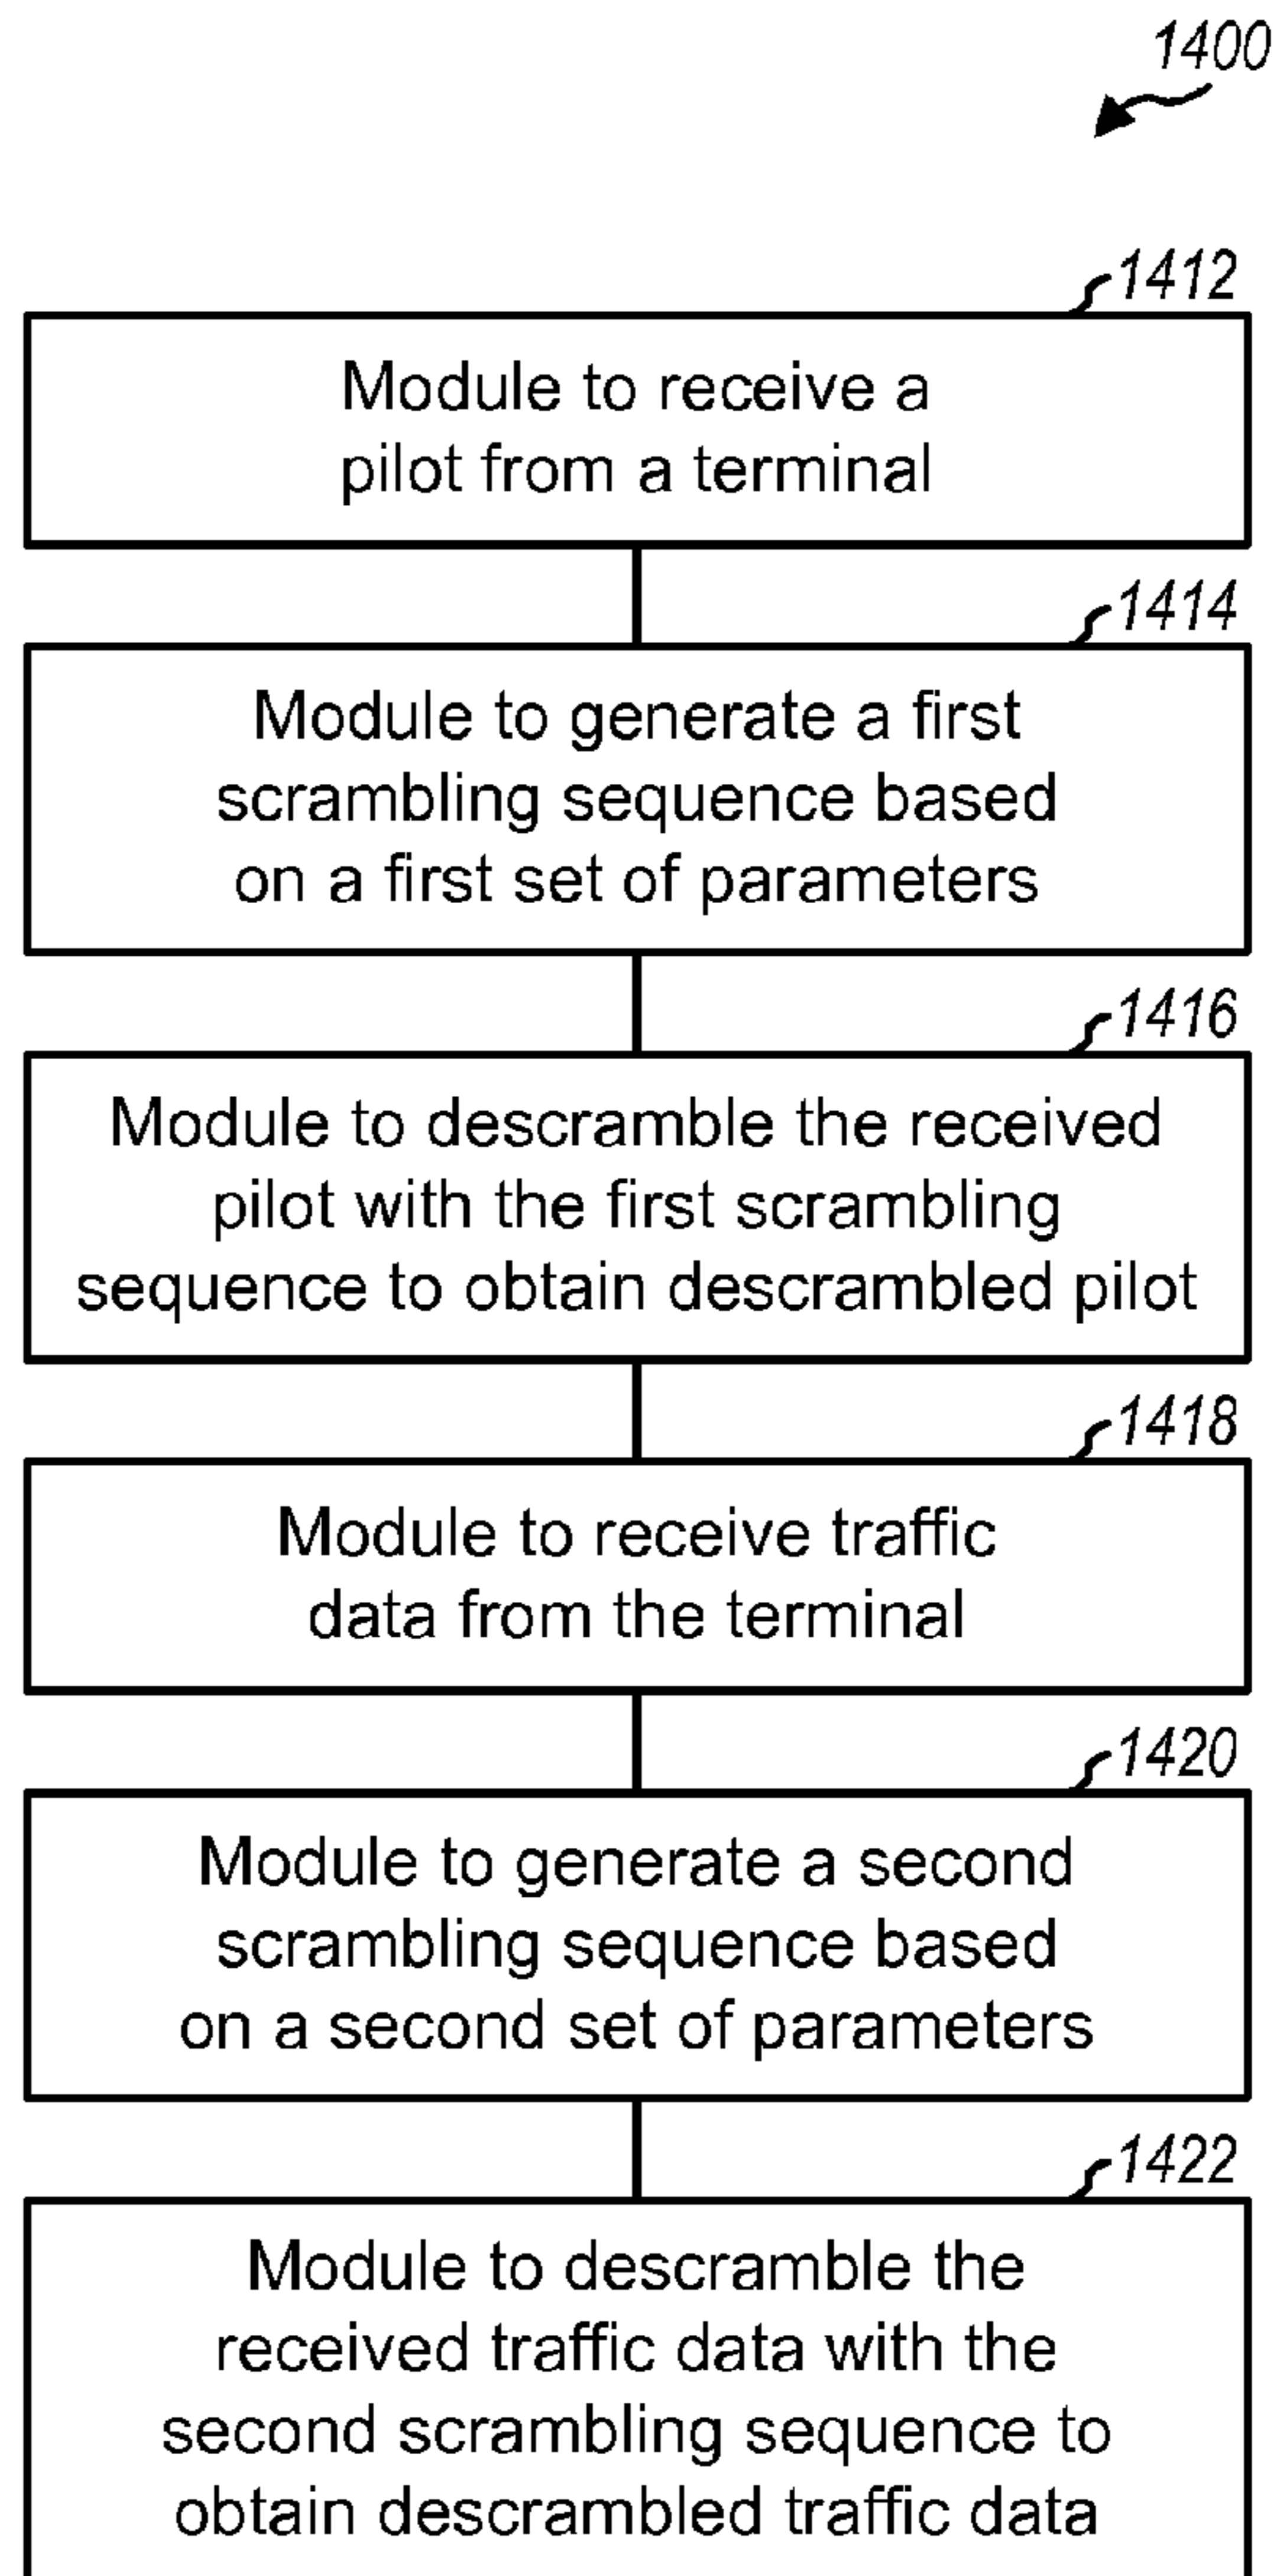 1400
1412
Module to receive a
pilot from a terminal
1414
Module to generate a first
scrambling sequence based
on a first set of parameters
1416
Module to descramble the received
pilot with the first scrambling
sequence to obtain descrambled pilot
1418
Module to receive traffic
data from the terminal
1420
Module to generate a second
scrambling sequence based
on a second set of parameters
1422
Module to descramble the
received traffic data with the
second scrambling sequence to
obtain descrambled traffic data